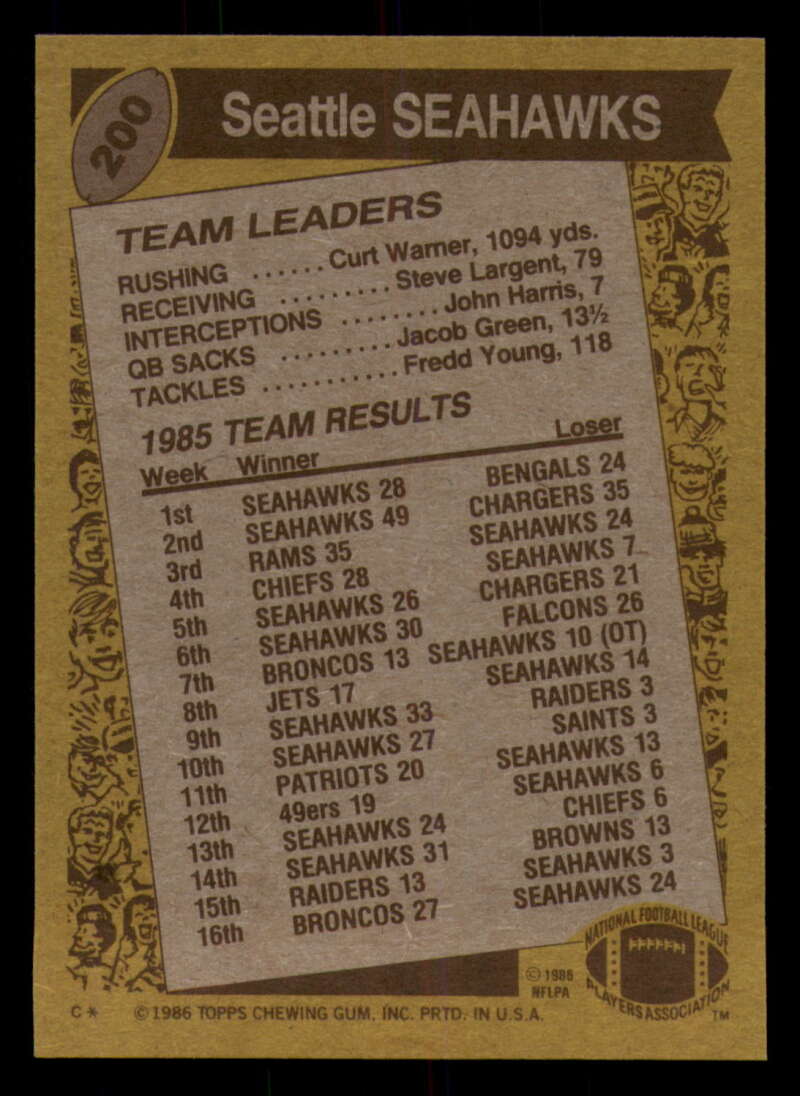 200
Seattle SEAHAWKS
TEAM LEADERS
RUSHING ...... Curt Warner, 1094 yds.
RECEIVING ......... Steve Largent, 79
INTERCEPTIONS ........ John Harris, 7
QB SACKS ......... Jacob Green, 13½
TACKLES ........... Fredd Young, 118
1985 TEAM RESULTS
Week Winner Loser
1st SEAHAWKS 28 BENGALS 24
2nd SEAHAWKS 49 CHARGERS 35
3rd RAMS 35 SEAHAWKS 24
4th CHIEFS 28 SEAHAWKS 7
5th SEAHAWKS 26 CHARGERS 21
6th SEAHAWKS 30 FALCONS 26
7th BRONCOS 13 SEAHAWKS 10 (OT)
8th JETS 17 SEAHAWKS 14
9th SEAHAWKS 33 RAIDERS 3
10th SEAHAWKS 27 SAINTS 3
11th PATRIOTS 20 SEAHAWKS 13
12th 49ers 19 SEAHAWKS 6
13th SEAHAWKS 24 CHIEFS 6
14th SEAHAWKS 31 BROWNS 13
15th RAIDERS 13 SEAHAWKS 3
16th BRONCOS 27 SEAHAWKS 24
NATIONAL FOOTBALL LEAGUE
PLAYERS ASSOCIATION
TM
© 1986
NFLPA
C* © 1986 TOPPS CHEWING GUM, INC. PRTD. IN U.S.A.